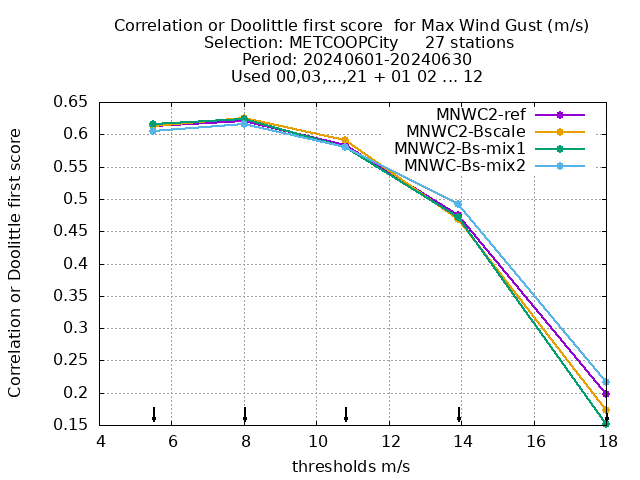 Correlation or Doolittle first score  for Max Wind Gust (m/s)
Selection: METCOOPCity     27 stations
Period: 20240601-20240630
Used 00,03,...,21 + 01 02 ... 12
MNWC2-ref
MNWC2-Bscale
MNWC2-Bs-mix1
MNWC-Bs-mix2
Correlation or Doolittle first score
0.65
0.6
0.55
0.5
0.45
0.4
0.35
0.3
0.25
0.2
0.15
4 6 8 10 12 14 16 18
thresholds m/s